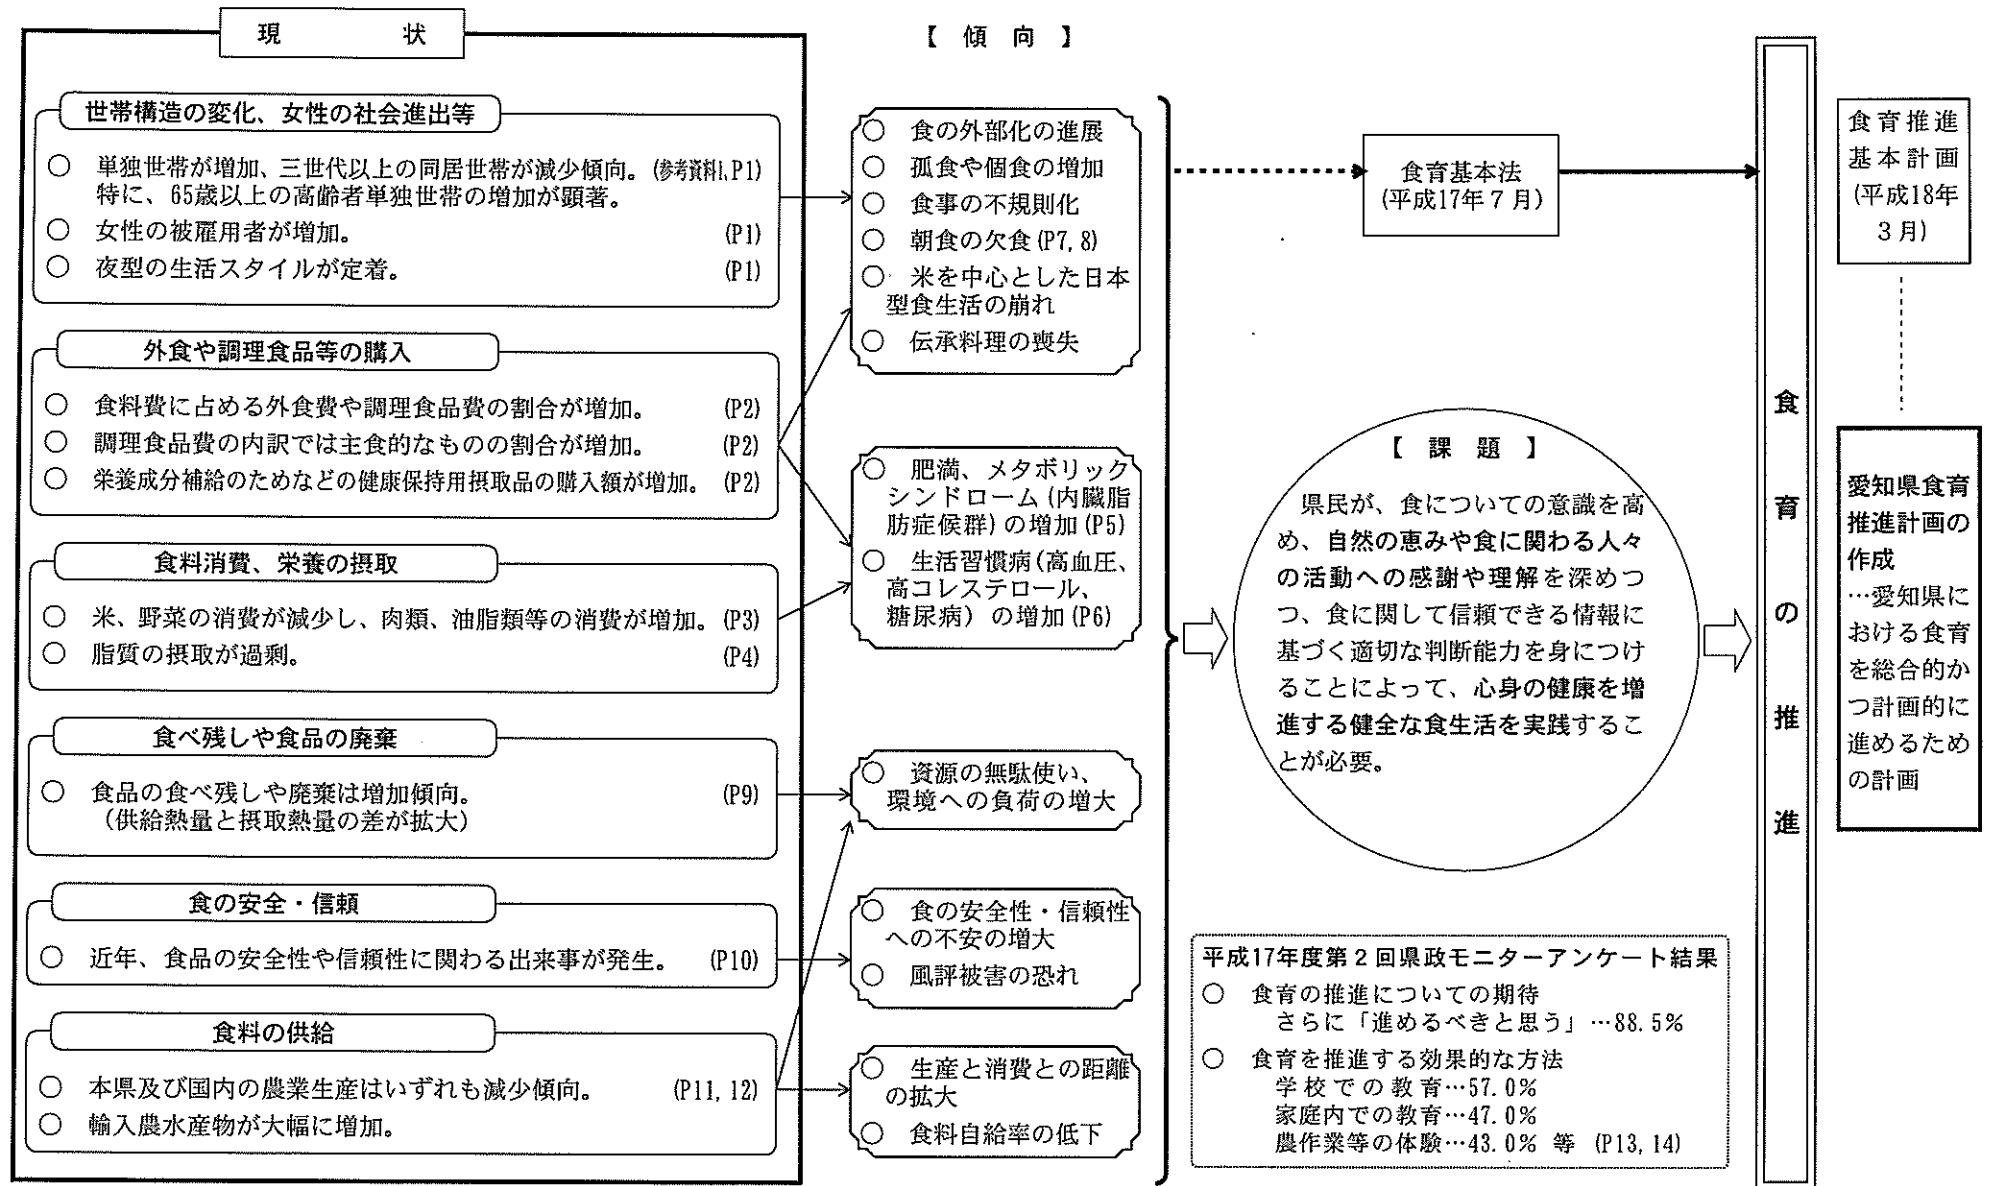 現　　　状
世帯構造の変化、女性の社会進出等
○　単独世帯が増加、三世代以上の同居世帯が減少傾向。(参考資料1、P1)
特に、65歳以上の高齢者単独世帯の増加が顕著。
○　女性の被雇用者が増加。　(P1)
○　夜型の生活スタイルが定着。　(P1)
外食や調理食品等の購入
○　食料費に占める外食費や調理食品費の割合が増加。　(P2)
○　調理食品費の内訳では主食的なものの割合が増加。　(P2)
○　栄養成分補給のためなどの健康保持用摂取品の購入額が増加。　(P2)
食料消費、栄養の摂取
○　米、野菜の消費が減少し、肉類、油脂類等の消費が増加。　(P3)
○　脂質の摂取が過剰。　(P4)
食べ残しや食品の廃棄
○　食品の食べ残しや廃棄は増加傾向。　(P9)
（供給熱量と摂取熱量の差が拡大）
食の安全・信頼
○　近年、食品の安全性や信頼性に関わる出来事が発生。　(P10)
食料の供給
○　本県及び国内の農業生産はいずれも減少傾向。　(P11,12)
○　輸入農水産物が大幅に増加。
【　傾　向　】
○　食の外部化の進展
○　孤食や個食の増加
○　食事の不規則化
○　朝食の欠食(P7,8)
○　米を中心とした日本
型食生活の崩れ
○　伝承料理の喪失
○　肥満、メタボリック
シンドローム(内臓脂
肪症候群)の増加(P5)
○　生活習慣病(高血圧、
高コレステロール、
糖尿病）の増加(P6)
○　資源の無駄使い、
環境への負荷の増大
○　食の安全性・信頼性
への不安の増大
○　風評被害の恐れ
○　生産と消費との距離
の拡大
○　食料自給率の低下
食育基本法
(平成17年７月)
【　課　題　】
県民が、食についての意識を高
め、自然の恵みや食に関わる人々
の活動への感謝や理解を深めつ
つ、食に関して信頼できる情報に
基づく適切な判断能力を身につけ
ることによって、心身の健康を増
進する健全な食生活を実践するこ
とが必要。
平成17年度第２回県政モニターアンケート結果
○　食育の推進についての期待
さらに「進めるべきと思う」…88.5%
○　食育を推進する効果的な方法
学校での教育…57.0%
家庭内での教育…47.0%
農作業等の体験…43.0% 等　(P13,14)
食育の推進
食育推進
基本計画
(平成18年
３月)
愛知県食育
推進計画の
作成
…愛知県に
おける食育
を総合的か
つ計画的に
進めるため
の計画